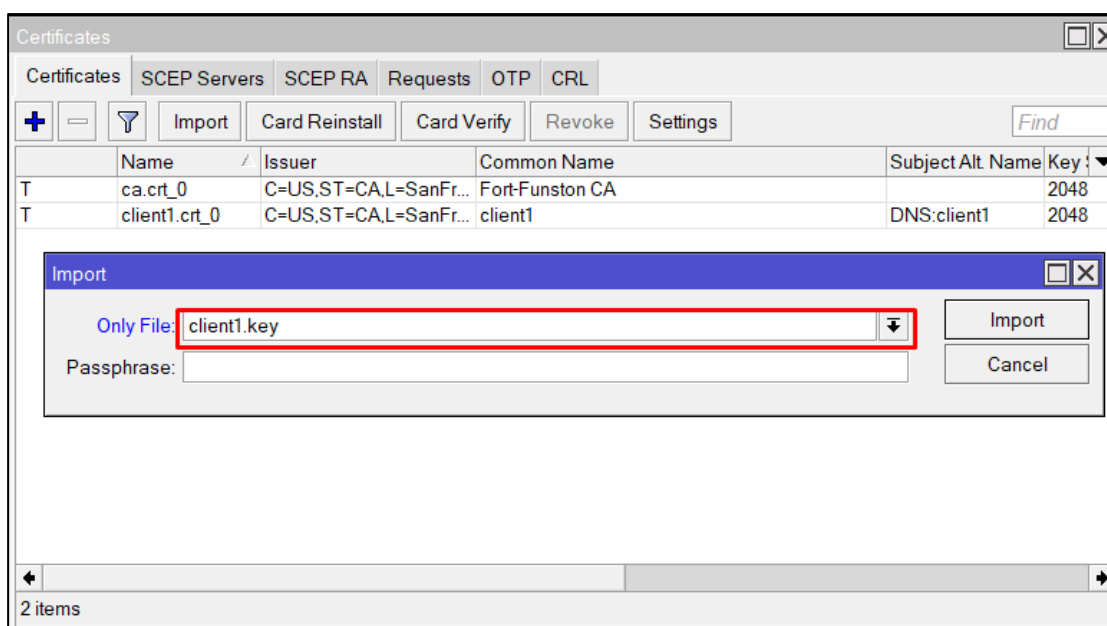 Certificates
Certificates SCEP Servers SCEP RA Requests OTP CRL
Import Card Reinstall Card Verify Revoke Settings Find
Name Issuer Common Name Subject Alt. Name Key
T ca.crt_0 C=US,ST=CA,L=SanFr... Fort-Funston CA 2048
T client1.crt_0 C=US,ST=CA,L=SanFr... client1 DNS:client1 2048
Import
Only File: client1.key Import
Passphrase: Cancel
2 items